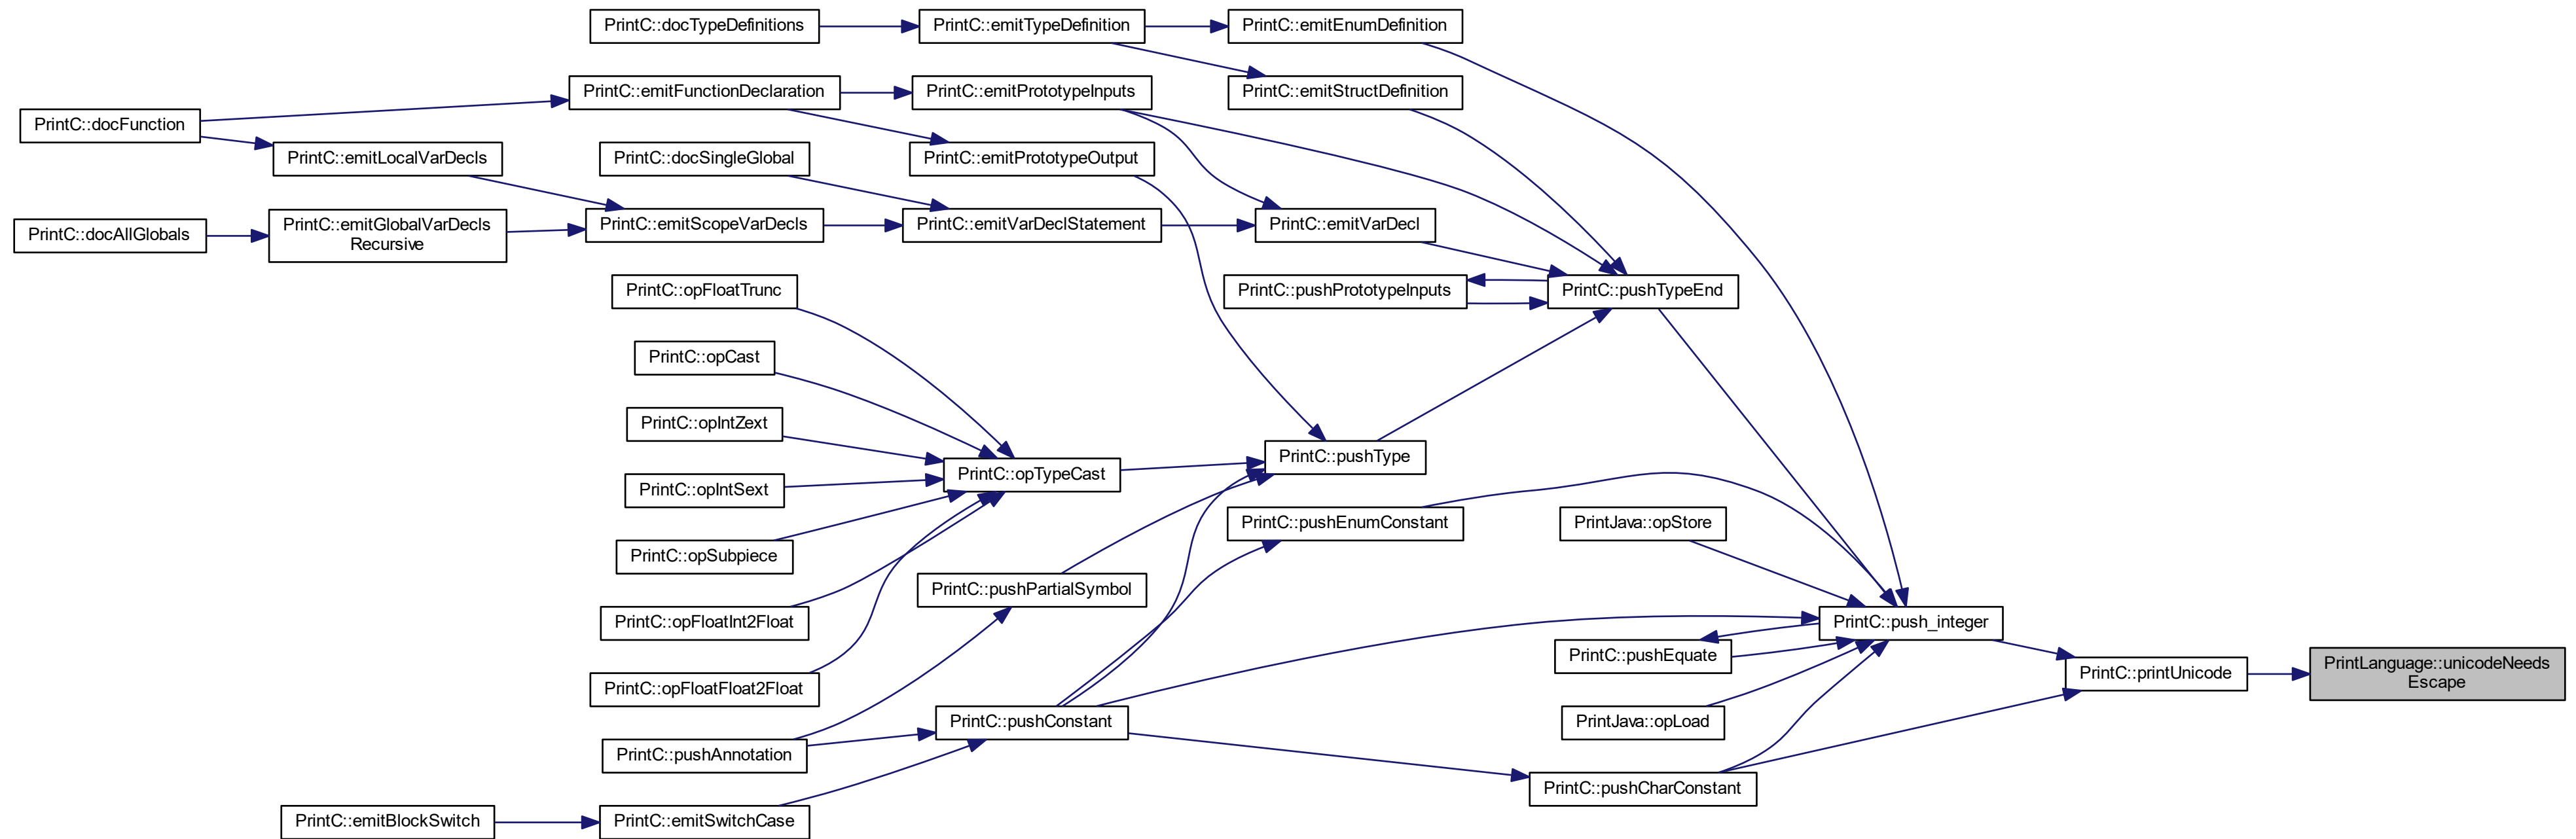 PrintC::docTypeDefinitions
PrintC::emitTypeDefinition
PrintC::emitEnumDefinition
PrintC::emitFunctionDeclaration
PrintC::emitPrototypeInputs
PrintC::emitStructDefinition
PrintC::docFunction
PrintC::emitLocalVarDecls
PrintC::docSingleGlobal
PrintC::emitPrototypeOutput
PrintC::docAllGlobals
PrintC::emitGlobalVarDecls
Recursive
PrintC::emitScopeVarDecls
PrintC::emitVarDeclStatement
PrintC::emitVarDecl
PrintC::opFloatTrunc
PrintC::pushPrototypeInputs
PrintC::pushTypeEnd
PrintC::opCast
PrintC::opIntZext
PrintC::opTypeCast
PrintC::pushType
PrintC::opIntSext
PrintC::pushEnumConstant
PrintJava::opStore
PrintC::opSubpiece
PrintC::pushPartialSymbol
PrintC::opFloatInt2Float
PrintC::push_integer
PrintC::pushEquate
PrintC::printUnicode
PrintLanguage::unicodeNeeds
Escape
PrintC::opFloatFloat2Float
PrintC::pushConstant
PrintJava::opLoad
PrintC::pushAnnotation
PrintC::pushCharConstant
PrintC::emitBlockSwitch
PrintC::emitSwitchCase